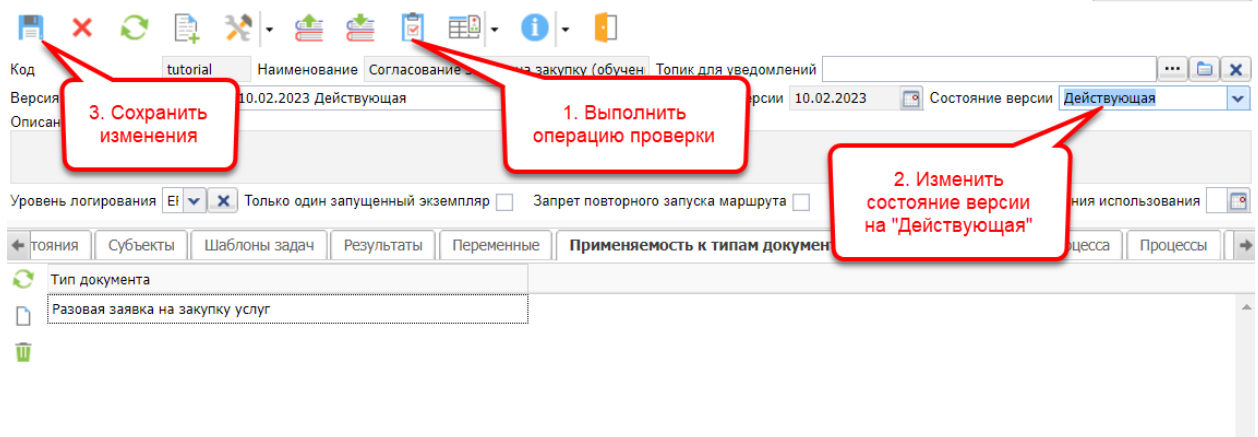 Код tutorial Наименование Согласование на закупку (обучен Топик для уведомлений
Версия 10.02.2023 Действующая ерсии 10.02.2023 Состояние версии Действующая
Описан
3. Сохранить
изменения
1. Выполнить
операцию проверки
2. Изменить
состояние версии
на "Действующая"
Уровень логирования Только один запущенный экземпляр Запрет повторного запуска маршрута ния использования
тояния Субъекты Шаблоны задач Результаты Переменные Применяемость к типам докумен оцесса Процессы
Тип документа
Разовая заявка на закупку услуг